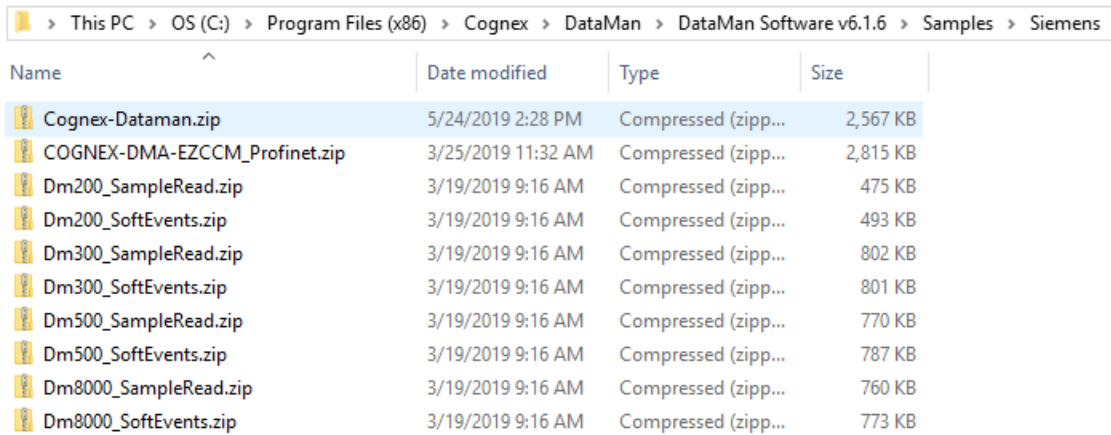 This PC > OS (C:) > Program Files (x86) > Cognex > DataMan > DataMan Software v6.1.6 > Samples > Siemens
Name Date modified Type Size
Cognex-Dataman.zip 5/24/2019 2:28 PM Compressed (zipp... 2,567 KB
COGNEX-DMA-EZCCM_Profinet.zip 3/25/2019 11:32 AM Compressed (zipp... 2,815 KB
Dm200_SampleRead.zip 3/19/2019 9:16 AM Compressed (zipp... 475 KB
Dm200_SoftEvents.zip 3/19/2019 9:16 AM Compressed (zipp... 493 KB
Dm300_SampleRead.zip 3/19/2019 9:16 AM Compressed (zipp... 802 KB
Dm300_SoftEvents.zip 3/19/2019 9:16 AM Compressed (zipp... 801 KB
Dm500_SampleRead.zip 3/19/2019 9:16 AM Compressed (zipp... 770 KB
Dm500_SoftEvents.zip 3/19/2019 9:16 AM Compressed (zipp... 787 KB
Dm8000_SampleRead.zip 3/19/2019 9:16 AM Compressed (zipp... 760 KB
Dm8000_SoftEvents.zip 3/19/2019 9:16 AM Compressed (zipp... 773 KB